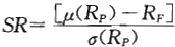 SR = [μ(R_P) − R_F] / σ(R_P)